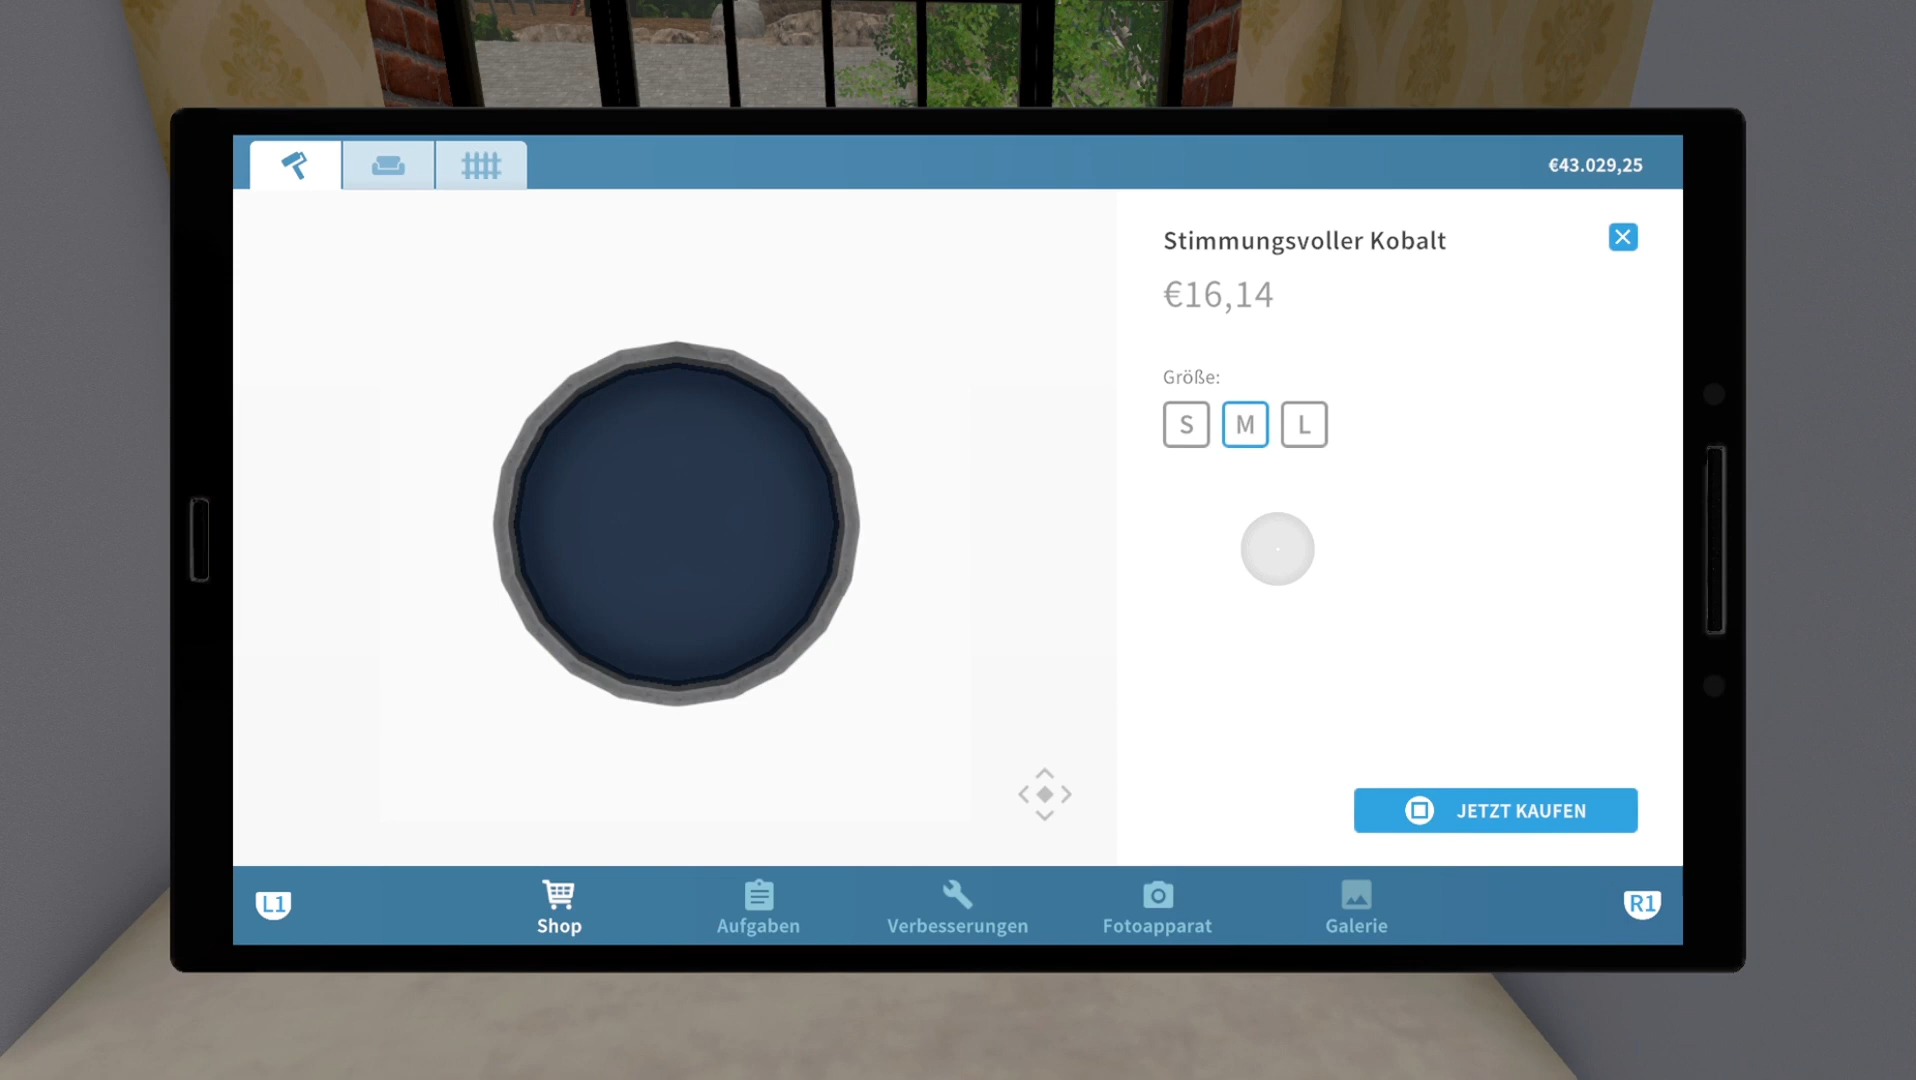 €43.029,25
Stimmungsvoller Kobalt
€16,14
Größe:
S M L
JETZT KAUFEN
L1
Shop
Aufgaben
Verbesserungen
Fotoapparat
Galerie
R1